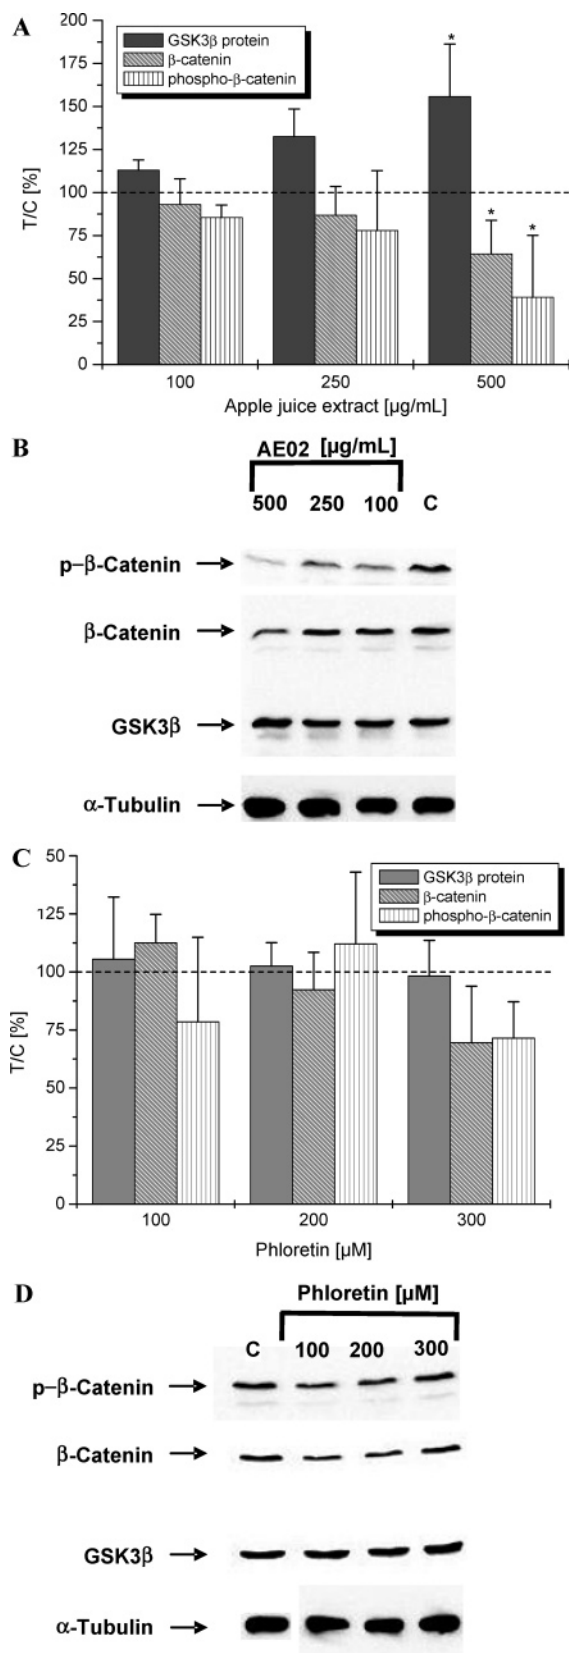 A
200
175
150
125
100
75
50
25
0
T/C [%]
GSK3β protein
β-catenin
phospho-β-catenin
*
* *
100 250 500
Apple juice extract [µg/mL]
B
AE02 [µg/mL]
500 250 100 C
p–β-Catenin
β-Catenin
GSK3β
α-Tubulin
C
50
125
100
75
50
25
0
T/C [%]
GSK3β protein
β-catenin
phospho-β-catenin
100 200 300
Phloretin [µM]
D
Phloretin [µM]
C 100 200 300
p–β-Catenin
β-Catenin
GSK3β
α-Tubulin